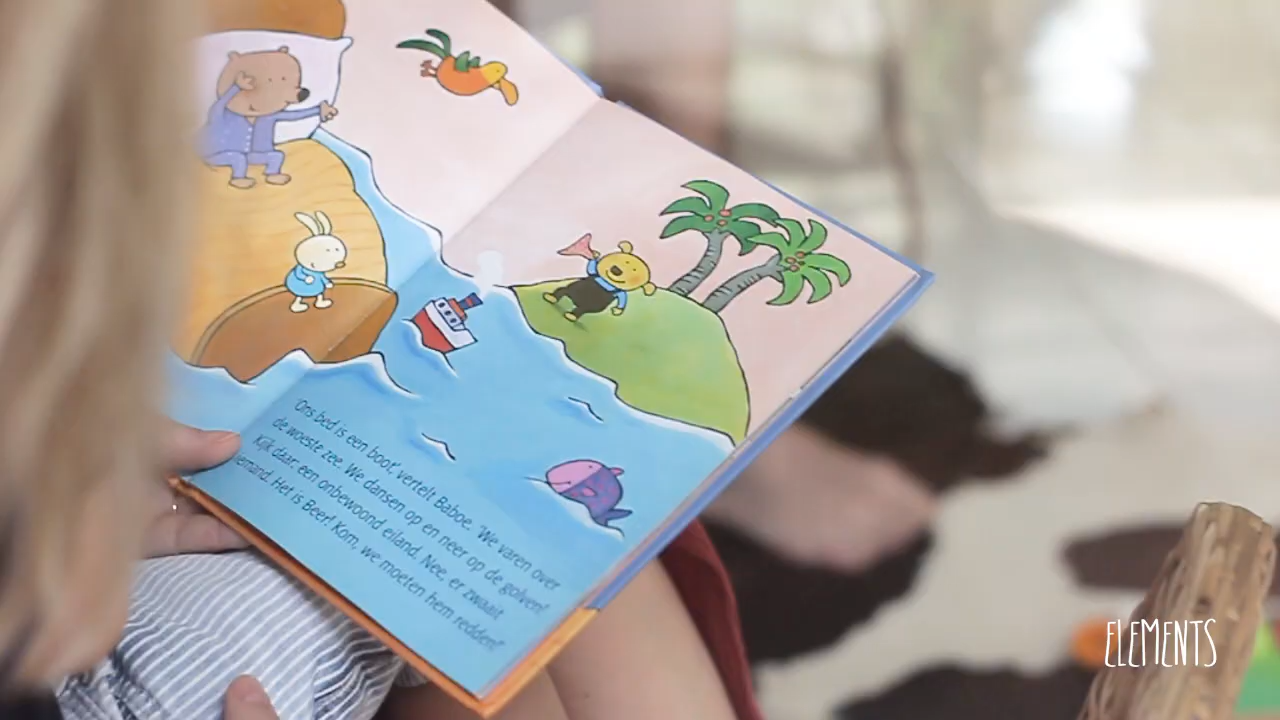 'Ons bed is een boot', vertelt Baboe. 'We varen over
de woeste zee. We dansen op en neer op de golven!
Kijk daar: een onbewoond eiland. Nee, er zwaait
iemand. Het is Beer! Kom, we moeten hem redden!'
ELEMENTS